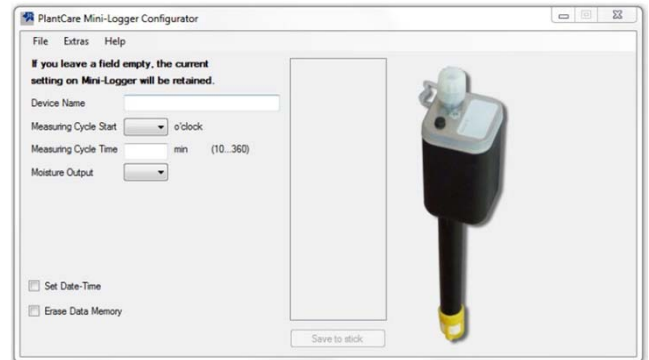 PlantCare Mini-Logger Configurator
File Extras Help
If you leave a field empty, the current
setting on Mini-Logger will be retained.
Device Name
Measuring Cycle Start o'clock
Measuring Cycle Time min (10...360)
Moisture Output
Set Date-Time
Erase Data Memory
Save to stick